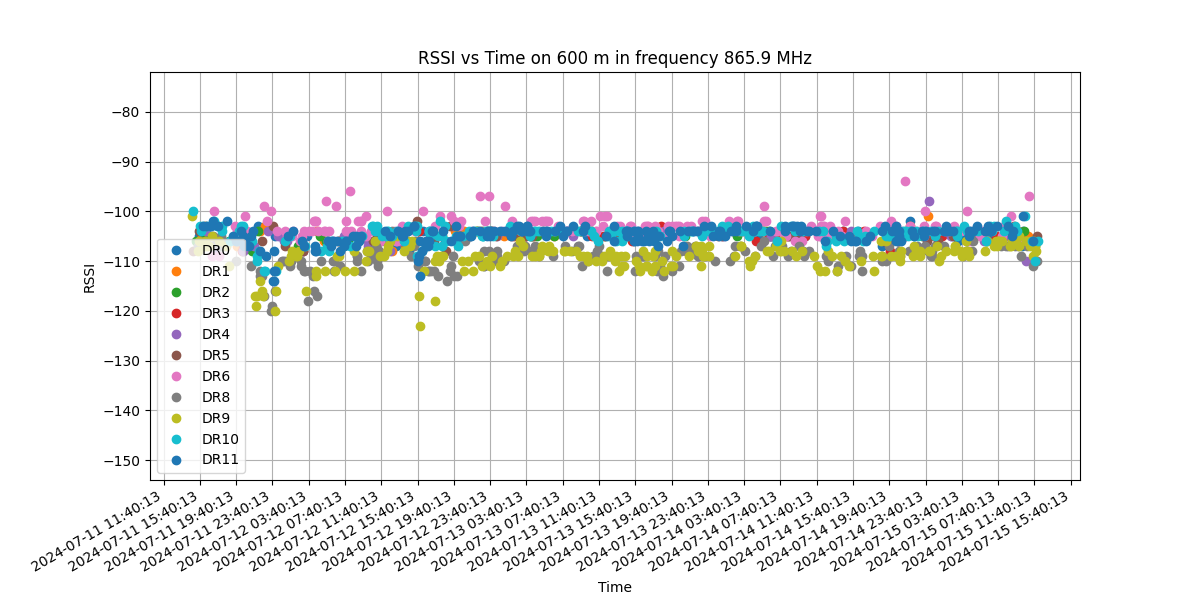 RSSI vs Time on 600 m in frequency 865.9 MHz
RSSI
−80
−90
−100
−110
−120
−130
−140
−150
DR0
DR1
DR2
DR3
DR4
DR5
DR6
DR8
DR9
DR10
DR11
2024-07-11 11:40:13
2024-07-11 15:40:13
2024-07-11 19:40:13
2024-07-11 23:40:13
2024-07-12 03:40:13
2024-07-12 07:40:13
2024-07-12 11:40:13
2024-07-12 15:40:13
2024-07-12 19:40:13
2024-07-12 23:40:13
2024-07-13 03:40:13
2024-07-13 07:40:13
2024-07-13 11:40:13
2024-07-13 15:40:13
2024-07-13 19:40:13
2024-07-13 23:40:13
2024-07-14 03:40:13
2024-07-14 07:40:13
2024-07-14 11:40:13
2024-07-14 15:40:13
2024-07-14 19:40:13
2024-07-14 23:40:13
2024-07-15 03:40:13
2024-07-15 07:40:13
2024-07-15 11:40:13
2024-07-15 15:40:13
Time